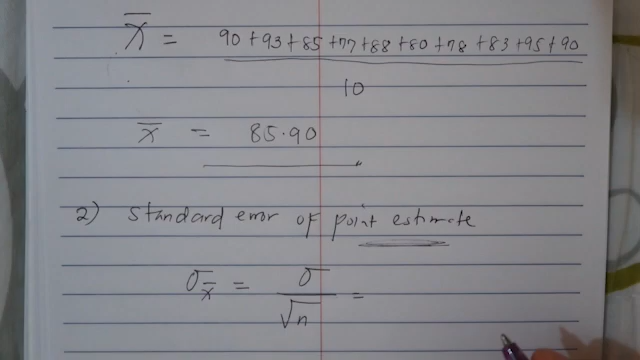 x̅ = 90 +93 +85 +77 +88 +80 +78 +83 +95 +90
10
x̅ = 85.90
2) standard error of point estimate
σx̅ = σ / √n =